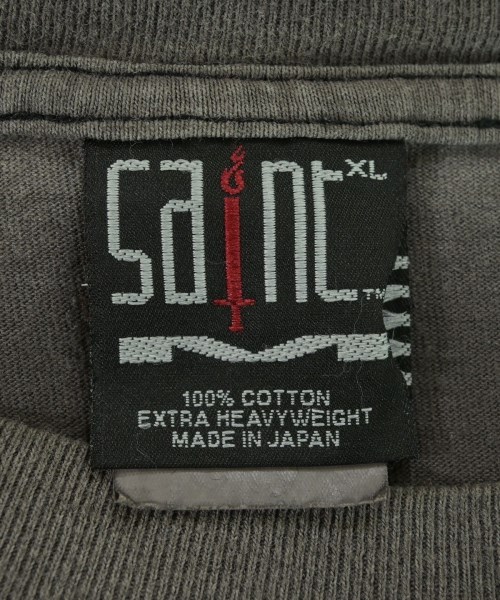 saint XL
TM
100% COTTON
EXTRA HEAVYWEIGHT
MADE IN JAPAN